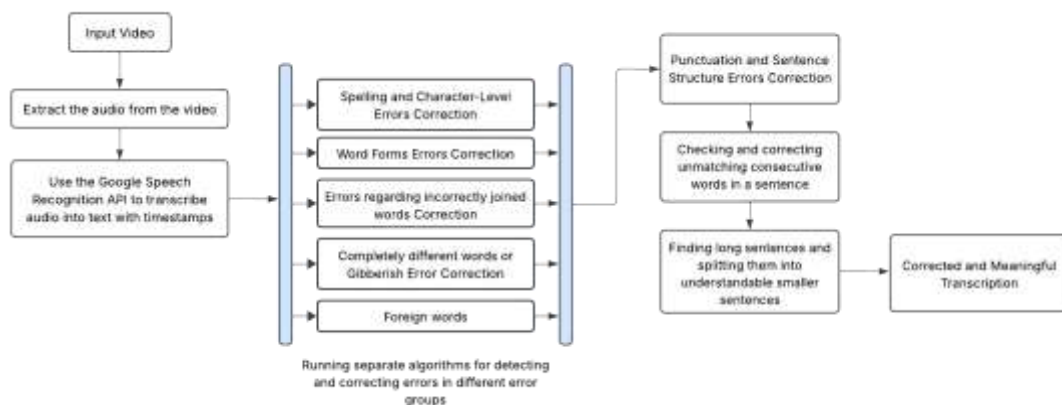 Input Video
Extract the audio from the video
Use the Google Speech
Recognition API to transcribe
audio into text with timestamps
Spelling and Character-Level
Errors Correction
Word Forms Errors Correction
Errors regarding incorrectly joined
words Correction
Completely different words or
Gibberish Error Correction
Foreign words
Running separate algorithms for detecting
and correcting errors in different error
groups
Punctuation and Sentence
Structure Errors Correction
Checking and correcting
unmatching consecutive
words in a sentence
Finding long sentences and
splitting them into
understandable smaller
sentences
Corrected and Meaningful
Transcription